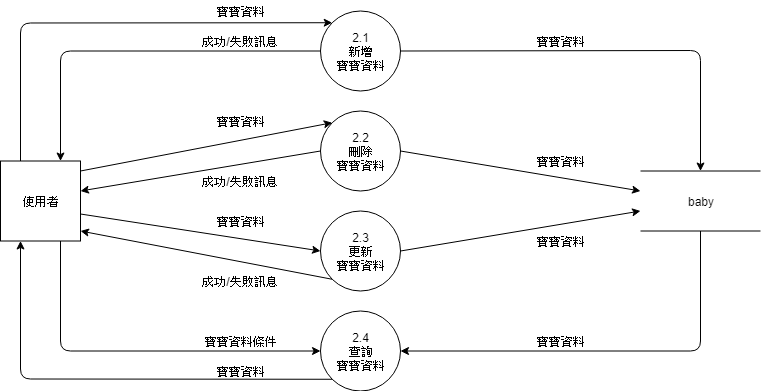 寶寶資料
2.1
新增
寶寶資料
成功/失敗訊息
寶寶資料
寶寶資料
2.2
刪除
寶寶資料
寶寶資料
成功/失敗訊息
使用者
baby
寶寶資料
2.3
更新
寶寶資料
寶寶資料
成功/失敗訊息
寶寶資料條件
2.4
查詢
寶寶資料
寶寶資料
寶寶資料